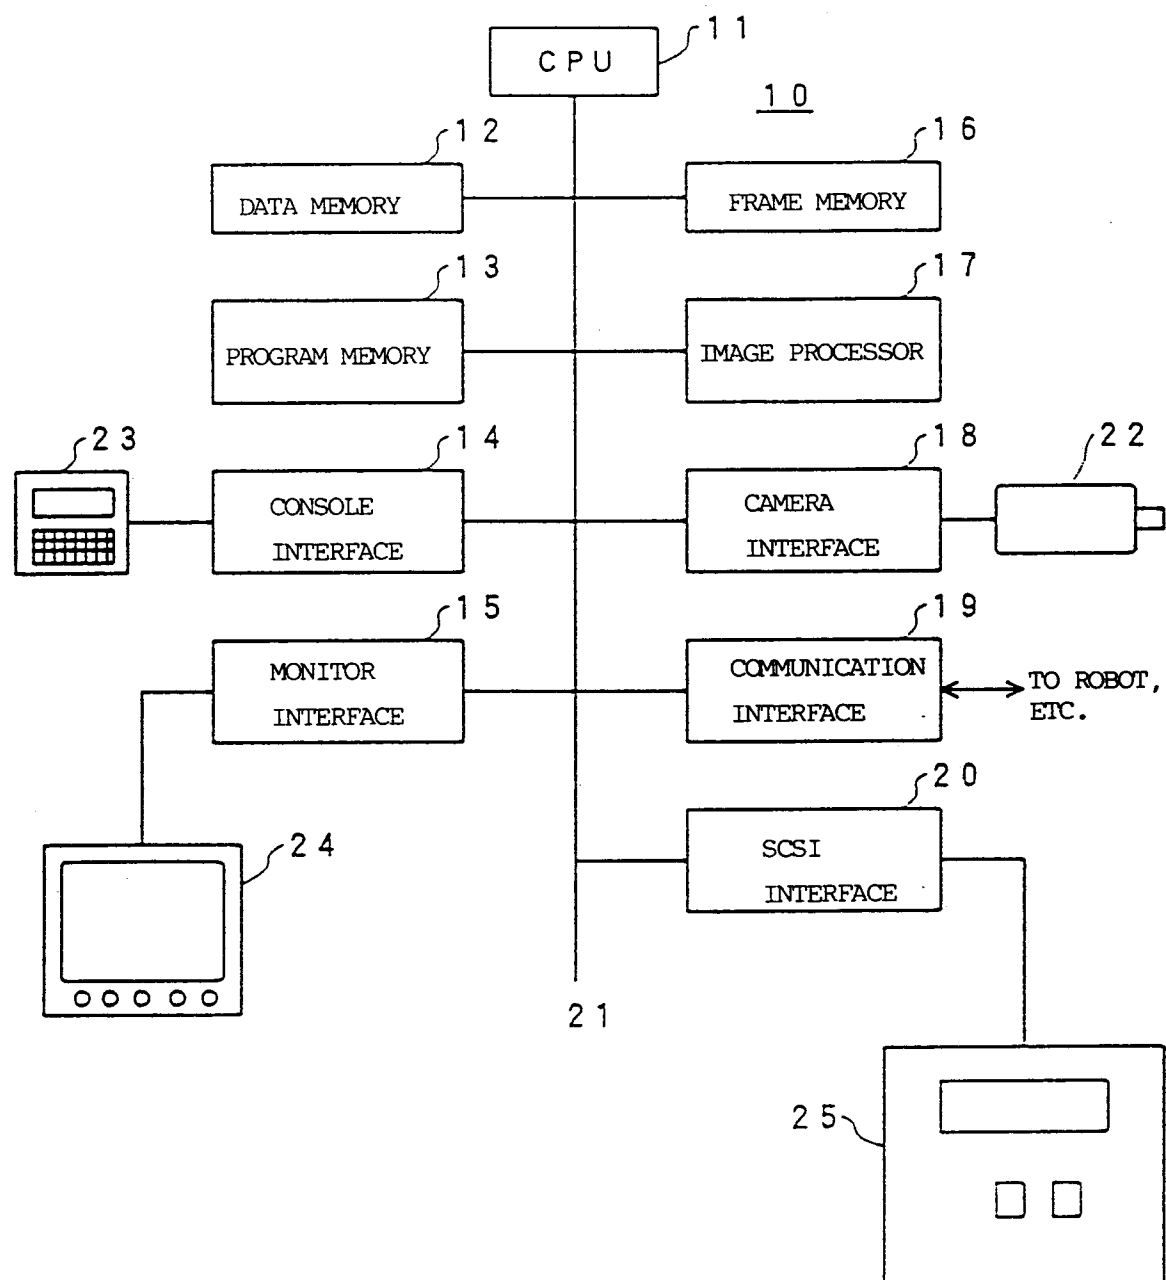 11
CPU
10
12
16
DATA MEMORY
FRAME MEMORY
13
17
PROGRAM MEMORY
IMAGE PROCESSOR
23
14
18
22
CONSOLE
INTERFACE
CAMERA
INTERFACE
15
19
MONITOR
INTERFACE
COMMUNICATION
INTERFACE
TO ROBOT,
ETC.
20
24
SCSI
INTERFACE
21
25